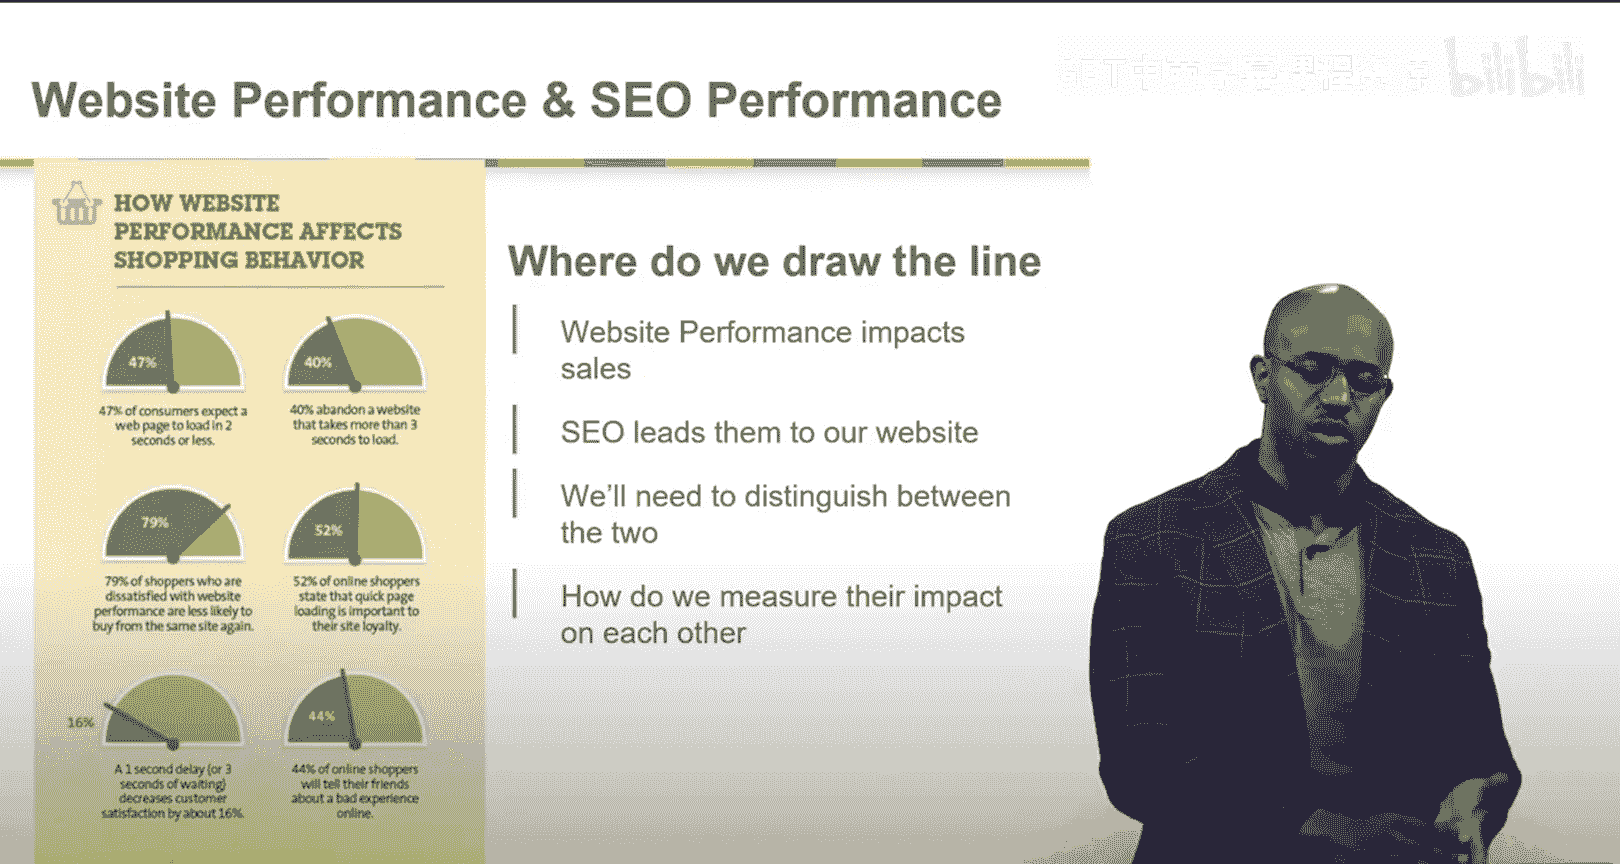 Website Performance & SEO Performance
bilibili
HOW WEBSITE
PERFORMANCE AFFECTS
SHOPPING BEHAVIOR
47%
47% of consumers expect a
web page to load in 2
seconds or less.
40%
40% abandon a website
that takes more than 3
seconds to load.
79%
79% of shoppers who are
dissatisfied with website
performance are less likely to
buy from the same site again.
52%
52% of online shoppers
state that quick page
loading is important to
their site loyalty.
16%
A 1 second delay (or 3
seconds of waiting)
decreases customer
satisfaction by about 16%.
44%
44% of online shoppers
will tell their friends
about a bad experience
online.
Where do we draw the line
Website Performance impacts
sales
SEO leads them to our website
We'll need to distinguish between
the two
How do we measure their impact
on each other